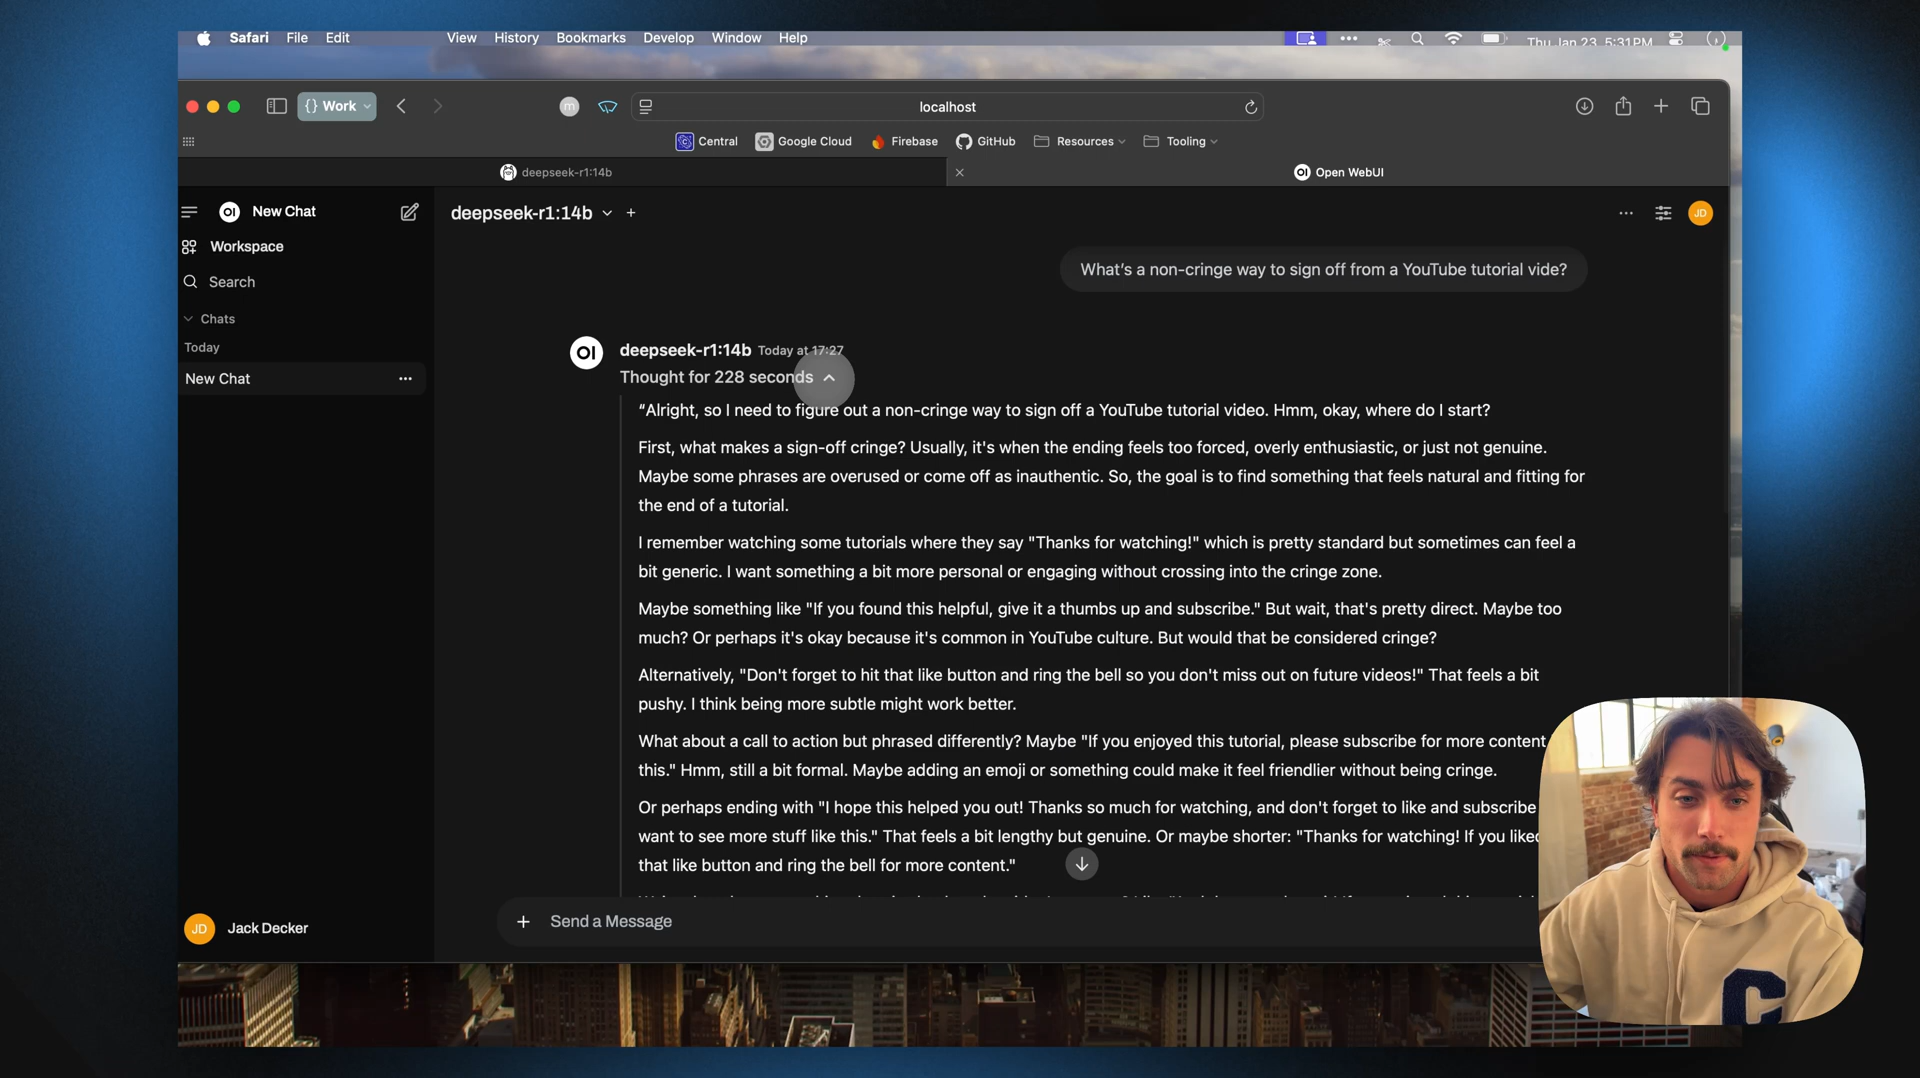 Safari File Edit View History Bookmarks Develop Window Help Thu Jan 23 5:31 PM
{} Work m localhost
Central Google Cloud Firebase GitHub Resources Tooling
deepseek-r1:14b OI Open WebUI
OI New Chat
deepseek-r1:14b
JD
Workspace
Search
Chats
Today
New Chat
What's a non-cringe way to sign off from a YouTube tutorial vide?
OI deepseek-r1:14b Today at 17:27
Thought for 228 seconds
"Alright, so I need to figure out a non-cringe way to sign off a YouTube tutorial video. Hmm, okay, where do I start?
First, what makes a sign-off cringe? Usually, it's when the ending feels too forced, overly enthusiastic, or just not genuine.
Maybe some phrases are overused or come off as inauthentic. So, the goal is to find something that feels natural and fitting for
the end of a tutorial.
I remember watching some tutorials where they say "Thanks for watching!" which is pretty standard but sometimes can feel a
bit generic. I want something a bit more personal or engaging without crossing into the cringe zone.
Maybe something like "If you found this helpful, give it a thumbs up and subscribe." But wait, that's pretty direct. Maybe too
much? Or perhaps it's okay because it's common in YouTube culture. But would that be considered cringe?
Alternatively, "Don't forget to hit that like button and ring the bell so you don't miss out on future videos!" That feels a bit
pushy. I think being more subtle might work better.
What about a call to action but phrased differently? Maybe "If you enjoyed this tutorial, please subscribe for more content
this." Hmm, still a bit formal. Maybe adding an emoji or something could make it feel friendlier without being cringe.
Or perhaps ending with "I hope this helped you out! Thanks so much for watching, and don't forget to like and subscribe
want to see more stuff like this." That feels a bit lengthy but genuine. Or maybe shorter: "Thanks for watching! If you liked
that like button and ring the bell for more content."
Send a Message
JD Jack Decker
C